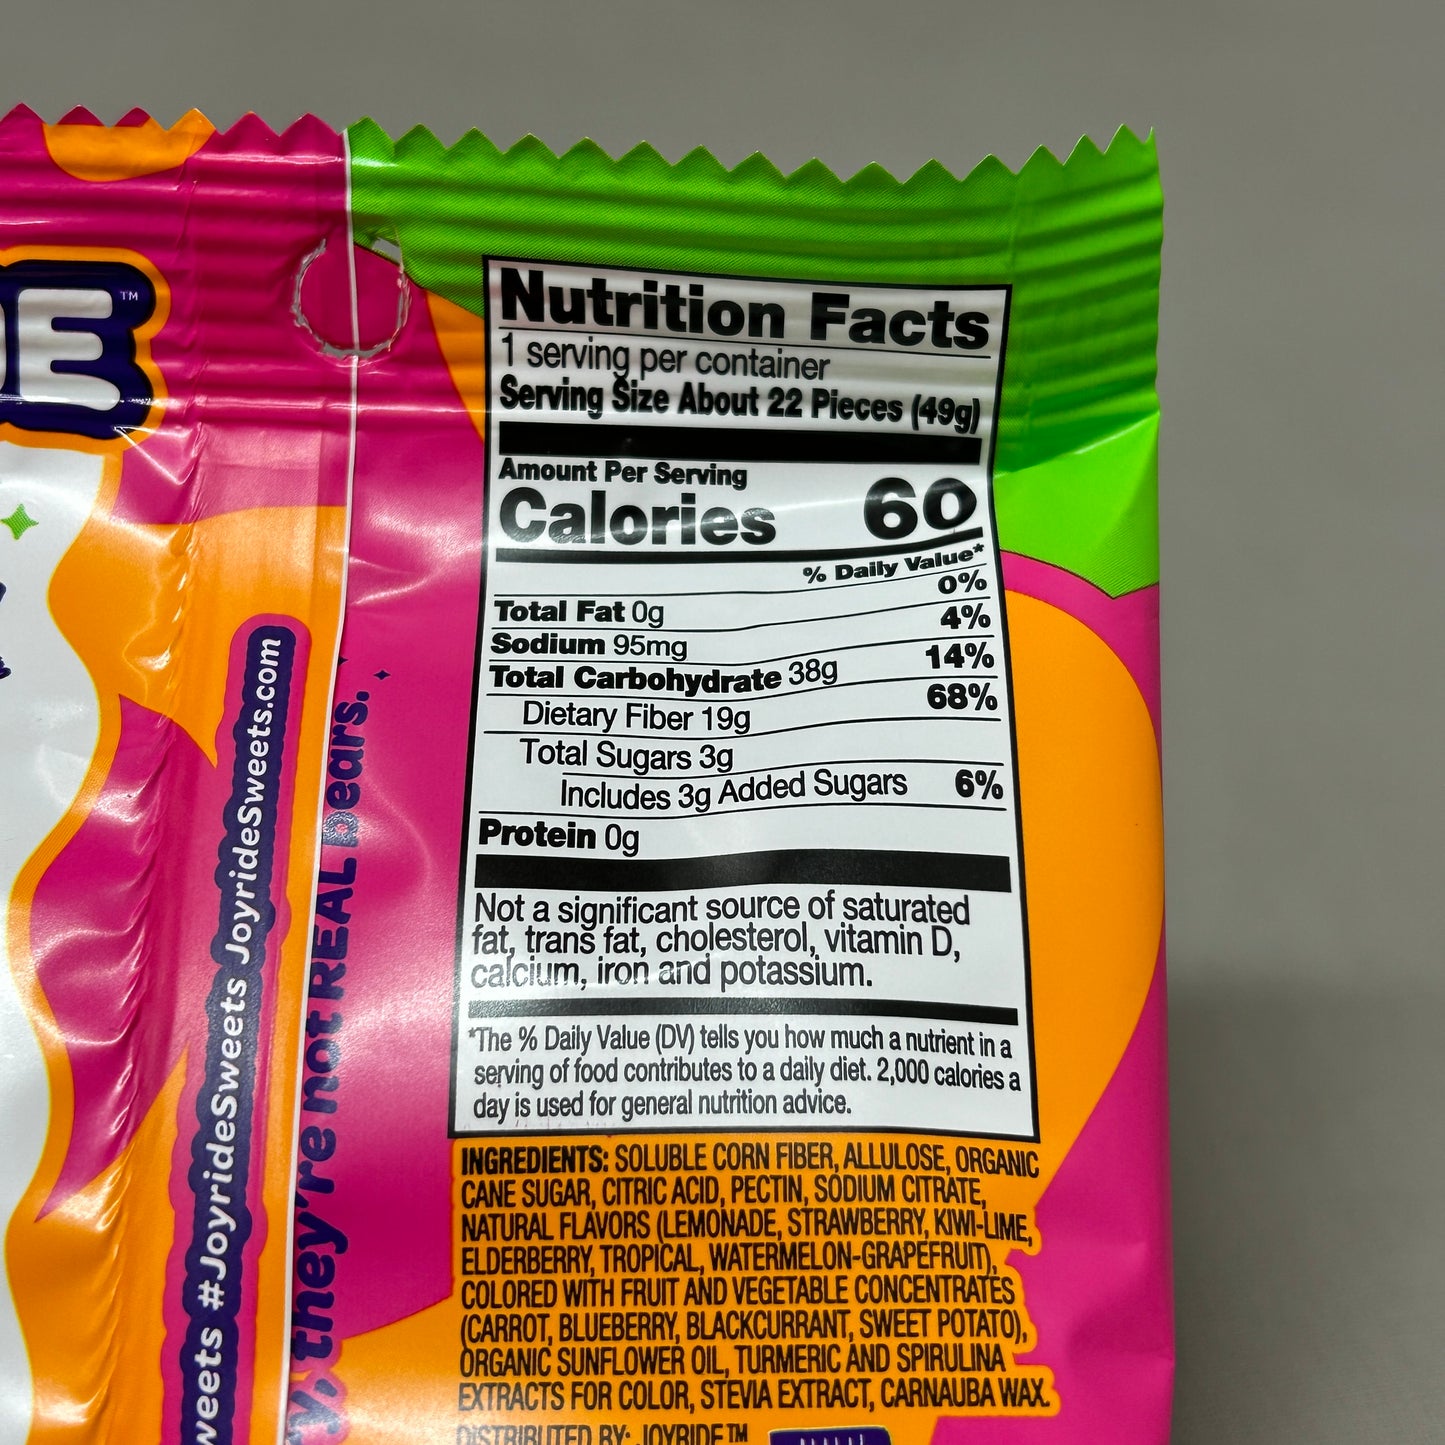 E™
#JoyrideSweets JoyrideSweets.com
they're not REAL bears.
Nutrition Facts
1 serving per container
Serving Size About 22 Pieces (49g)
Amount Per Serving
Calories 60
% Daily Value*
Total Fat 0g 0%
Sodium 95mg 4%
Total Carbohydrate 38g 14%
Dietary Fiber 19g 68%
Total Sugars 3g
Includes 3g Added Sugars 6%
Protein 0g
Not a significant source of saturated
fat, trans fat, cholesterol, vitamin D,
calcium, iron and potassium.
*The % Daily Value (DV) tells you how much a nutrient in a
serving of food contributes to a daily diet. 2,000 calories a
day is used for general nutrition advice.
INGREDIENTS: SOLUBLE CORN FIBER, ALLULOSE, ORGANIC
CANE SUGAR, CITRIC ACID, PECTIN, SODIUM CITRATE,
NATURAL FLAVORS (LEMONADE, STRAWBERRY, KIWI-LIME,
ELDERBERRY, TROPICAL, WATERMELON-GRAPEFRUIT),
COLORED WITH FRUIT AND VEGETABLE CONCENTRATES
(CARROT, BLUEBERRY, BLACKCURRANT, SWEET POTATO),
ORGANIC SUNFLOWER OIL, TURMERIC AND SPIRULINA
EXTRACTS FOR COLOR, STEVIA EXTRACT, CARNAUBA WAX.
DISTRIBUTED BY: JOYRIDE™